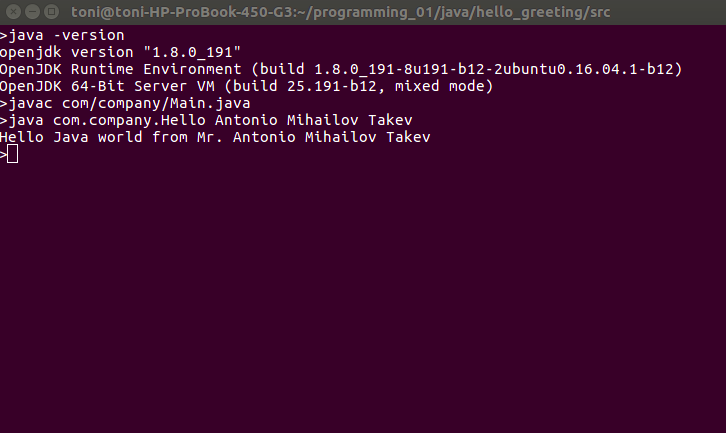 toni@toni-HP-ProBook-450-G3:~/programming_01/java/hello_greeting/src
>java -version
openjdk version "1.8.0_191"
OpenJDK Runtime Environment (build 1.8.0_191-8u191-b12-2ubuntu0.16.04.1-b12)
OpenJDK 64-Bit Server VM (build 25.191-b12, mixed mode)
>javac com/company/Main.java
>java com.company.Hello Antonio Mihailov Takev
Hello Java world from Mr. Antonio Mihailov Takev
>